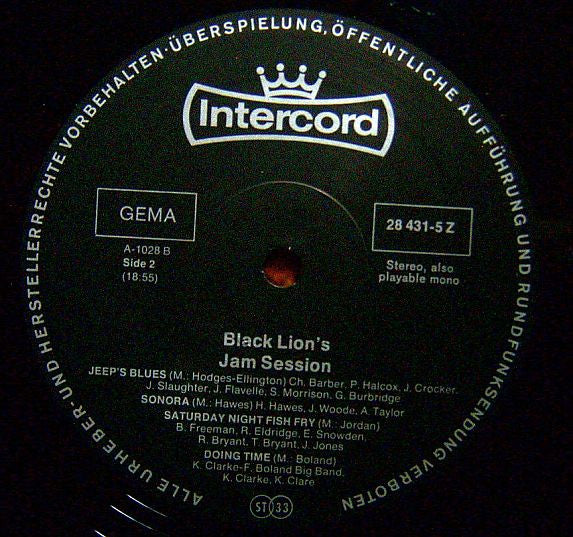 ALLE URHEBER- UND HERSTELLERRECHTE VORBEHALTEN · ÜBERSPIELUNG, ÖFFENTLICHE AUFFÜHRUNG UND RUNDFUNKSENDUNG VERBOTEN
Intercord
GEMA
A-1028 B
Side 2
(18:55)
28 431-5 Z
Stereo, also
playable mono
Black Lion's
Jam Session
JEEP'S BLUES (M.: Hodges-Ellington) Ch. Barber, P. Halcox, J. Crocker,
J. Slaughter, J. Flavelle, S. Morrison, G. Burbridge
SONORA (M.: Hawes) H. Hawes, J. Woode, A. Taylor
SATURDAY NIGHT FISH FRY (M.: Jordan)
B. Freeman, R. Eldridge, E. Snowden,
R. Bryant, T. Bryant, J. Jones
DOING TIME (M.: Boland)
K. Clarke-F. Boland Big Band,
K. Clarke, K. Clare
ST 33